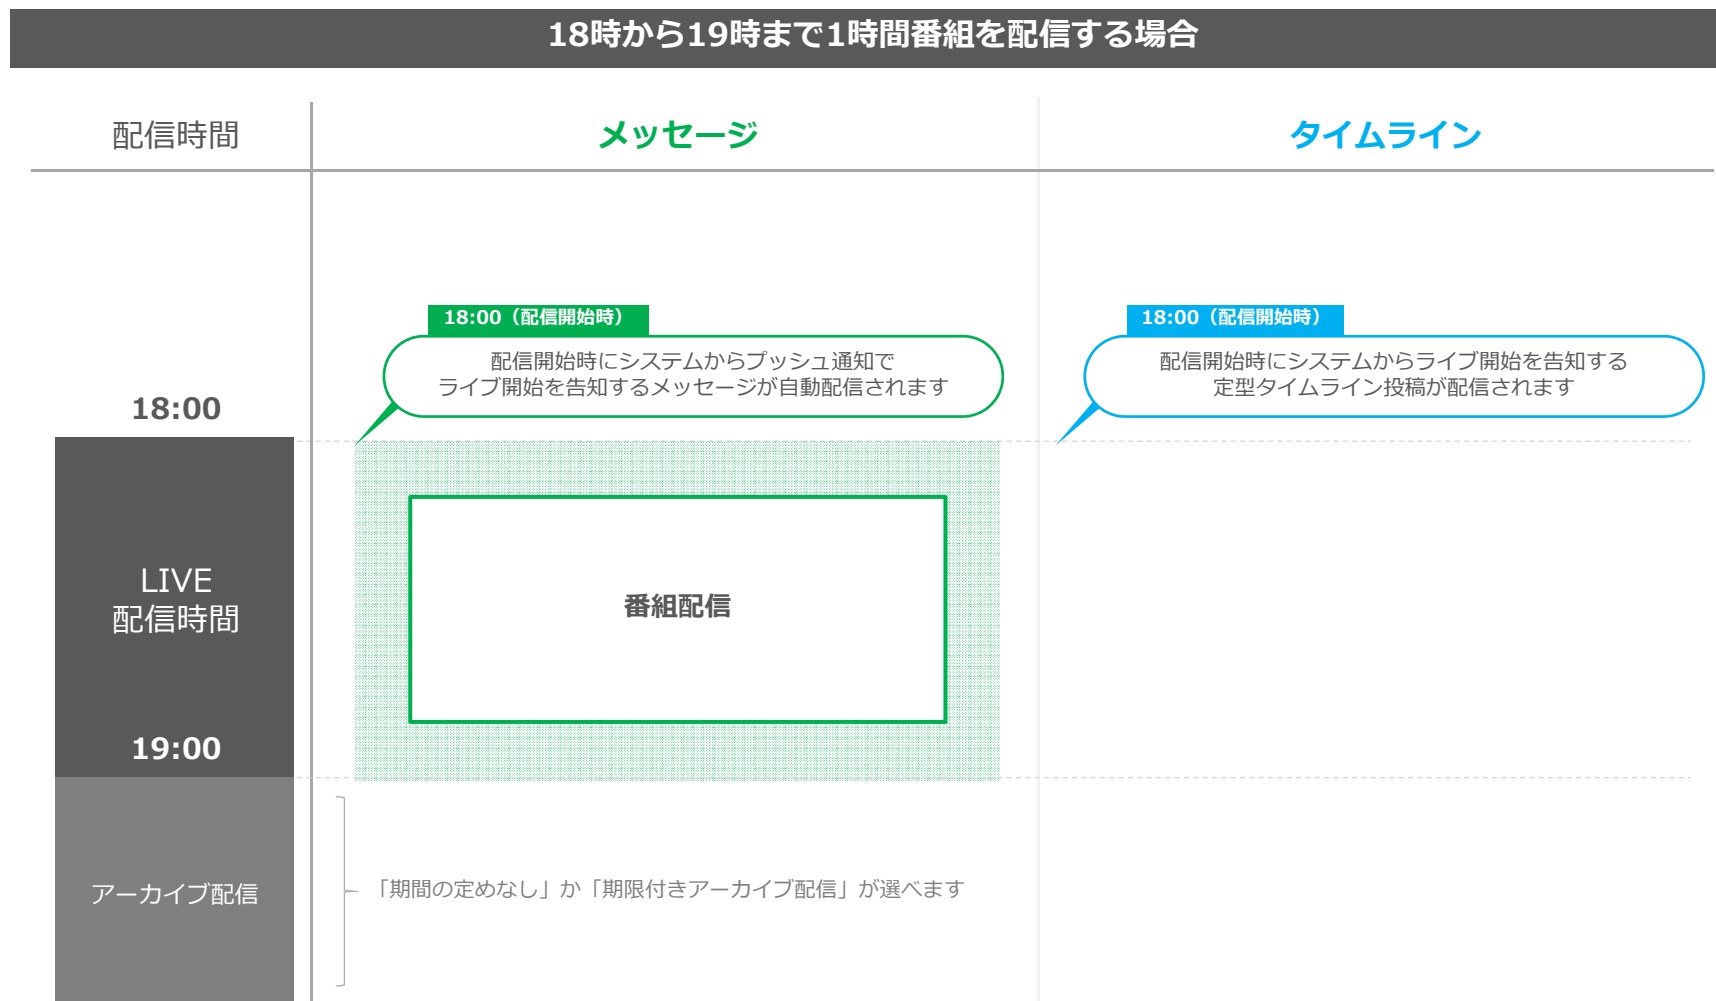 18時から19時まで1時間番組を配信する場合
配信時間
メッセージ
タイムライン
18:00（配信開始時）
配信開始時にシステムからプッシュ通知で
ライブ開始を告知するメッセージが自動配信されます
18:00（配信開始時）
配信開始時にシステムからライブ開始を告知する
定型タイムライン投稿が配信されます
18:00
LIVE
配信時間
番組配信
19:00
アーカイブ配信
「期間の定めなし」か「期限付きアーカイブ配信」が選べます